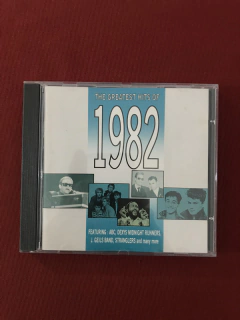 THE GREATEST HITS OF
1982
FEATURING: ABC, DEXYS MIDNIGHT RUNNERS,
J. GEILS BAND, STRANGLERS and many more